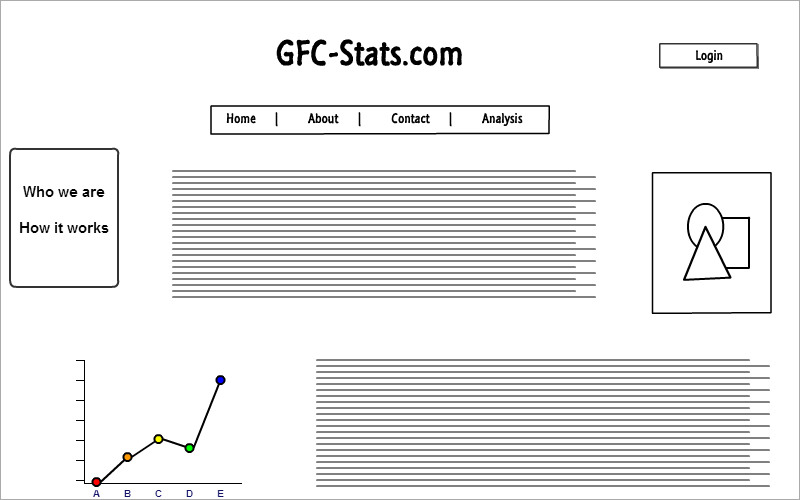 GFC-Stats.com
Login
Home | About | Contact | Analysis
Who we are
How it works
A B C D E